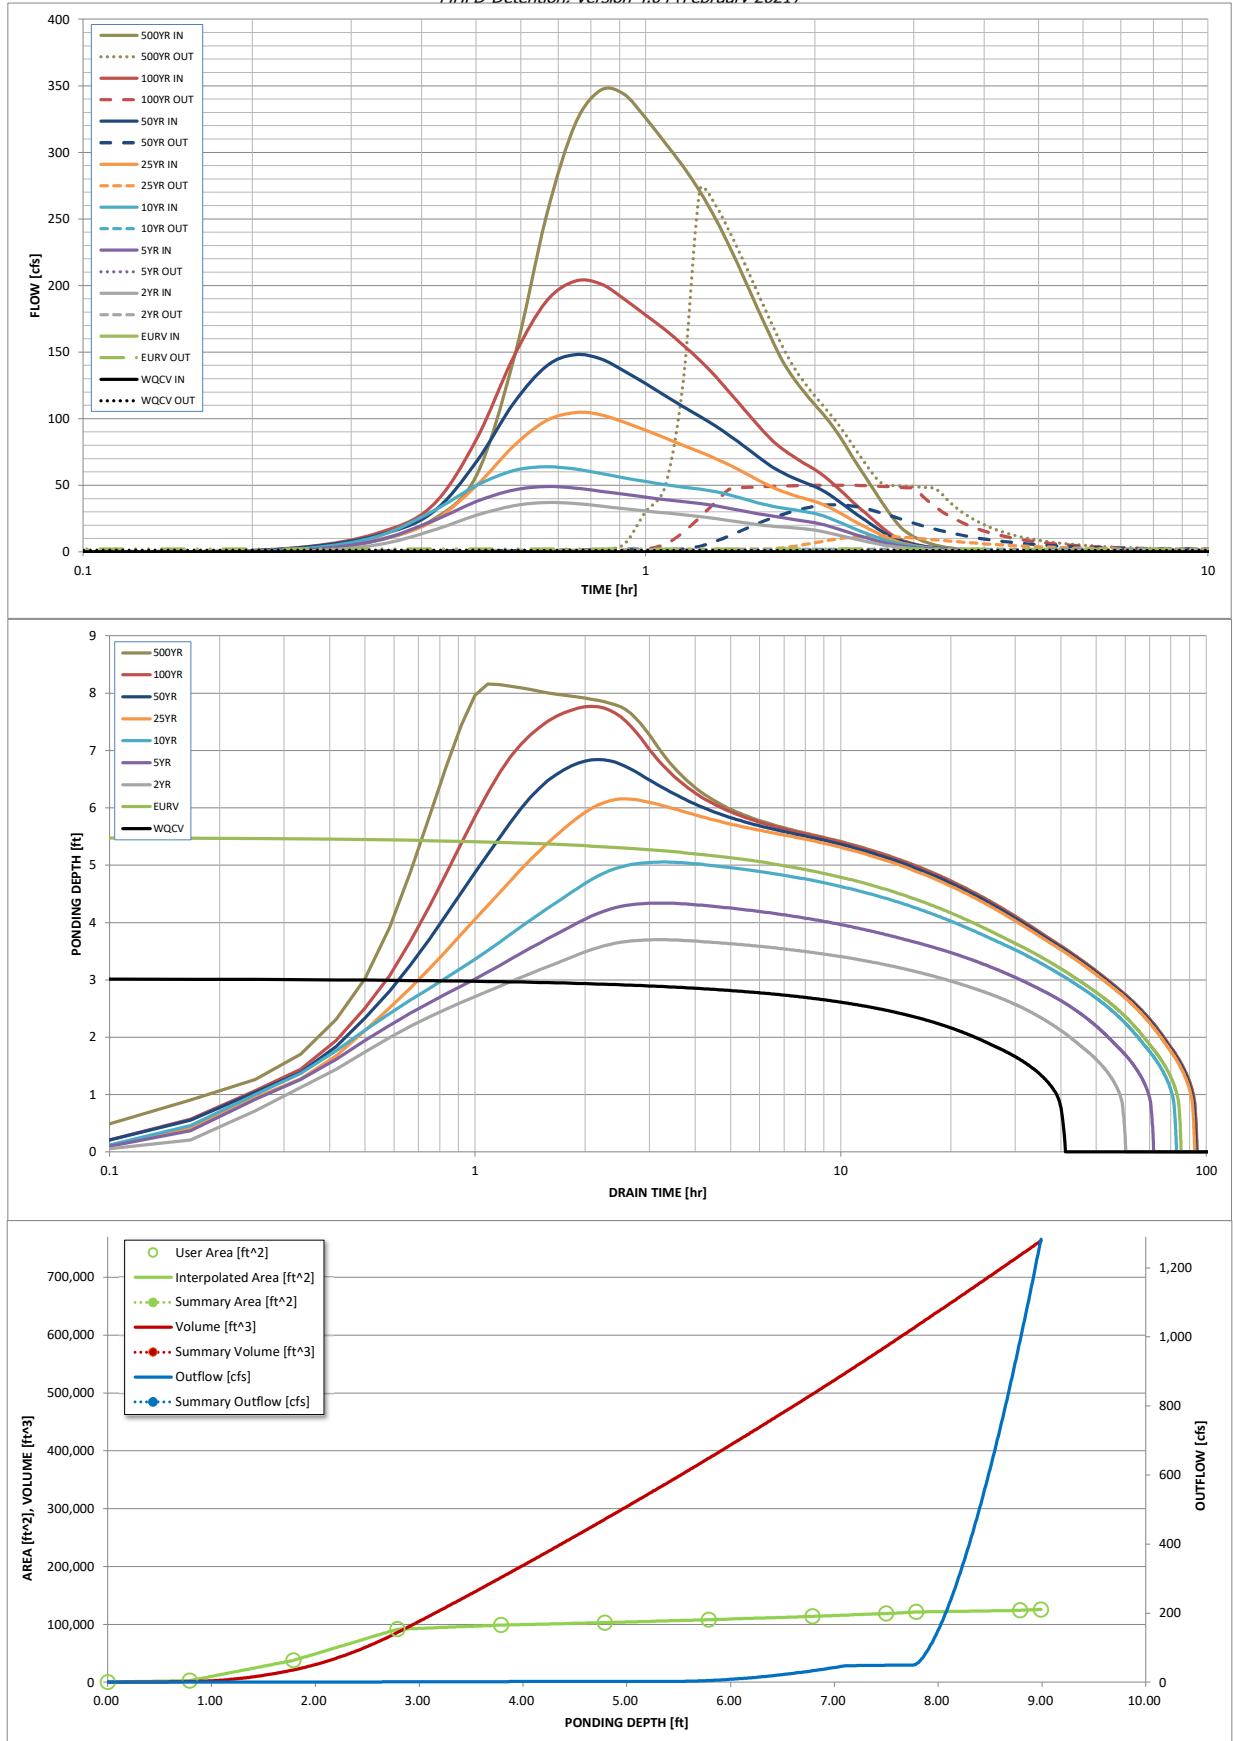 MHFD-Detention, Version 4.04 (February 2021)
400
350
300
250
200
150
100
50
0
FLOW [cfs]
500YR IN
500YR OUT
100YR IN
100YR OUT
50YR IN
50YR OUT
25YR IN
25YR OUT
10YR IN
10YR OUT
5YR IN
5YR OUT
2YR IN
2YR OUT
EURV IN
EURV OUT
WQCV IN
WQCV OUT
0.1 1 10
TIME [hr]
9
8
7
6
5
4
3
2
1
0
PONDING DEPTH [ft]
500YR
100YR
50YR
25YR
10YR
5YR
2YR
EURV
WQCV
0.1 1 10 100
DRAIN TIME [hr]
User Area [ft^2]
Interpolated Area [ft^2]
Summary Area [ft^2]
Volume [ft^3]
Summary Volume [ft^3]
Outflow [cfs]
Summary Outflow [cfs]
700,000
600,000
500,000
400,000
300,000
200,000
100,000
0
AREA [ft^2], VOLUME [ft^3]
1,200
1,000
800
600
400
200
0
OUTFLOW [cfs]
0.00 1.00 2.00 3.00 4.00 5.00 6.00 7.00 8.00 9.00 10.00
PONDING DEPTH [ft]